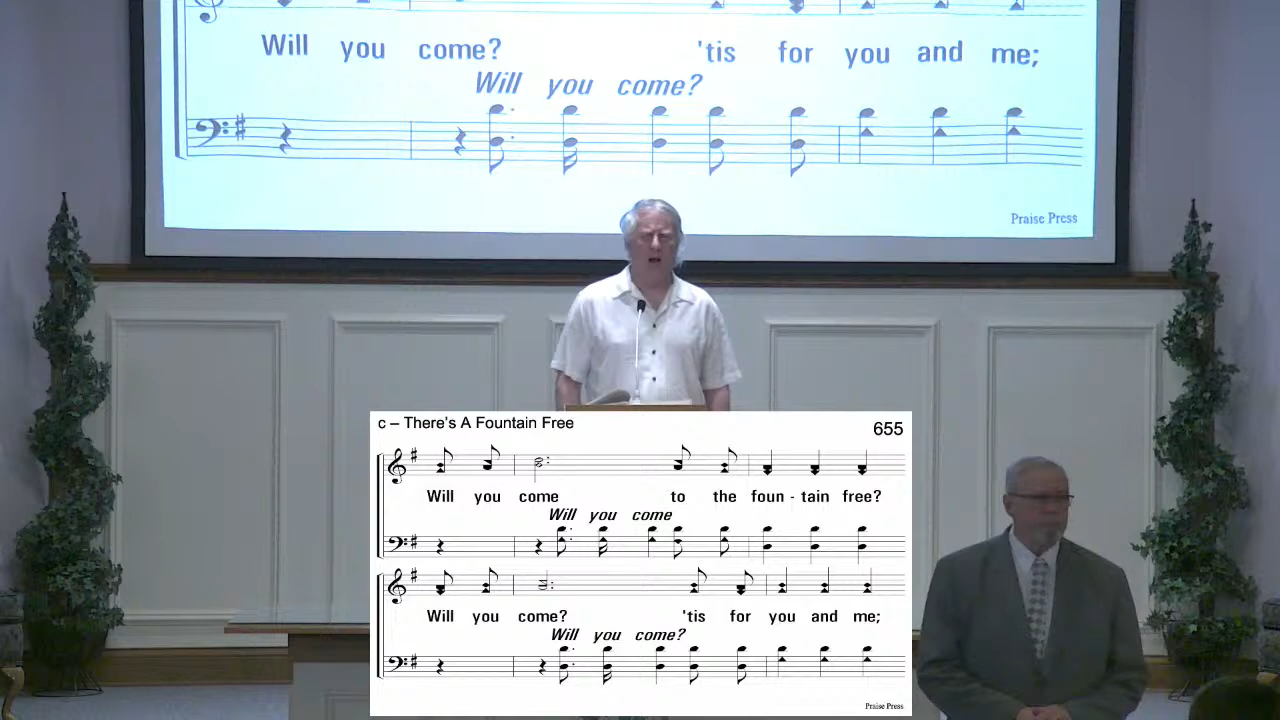 Will you come? 'tis for you and me;
Will you come?
Praise Press
c – There's A Fountain Free
655
Will you come to the foun - tain free?
Will you come
Will you come? 'tis for you and me;
Will you come?
Praise Press